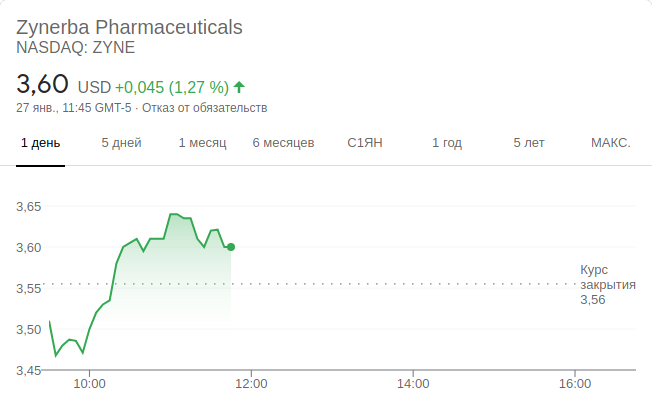 Zynerba Pharmaceuticals
NASDAQ: ZYNE
3,60 USD +0,045 (1,27 %)
27 янв., 11:45 GMT-5 · Отказ от обязательств
1 день 5 дней 1 месяц 6 месяцев С1ЯН 1 год 5 лет МАКС.
3,65
3,60
3,55
3,50
3,45
Курс
закрытия
3,56
10:00 12:00 14:00 16:00